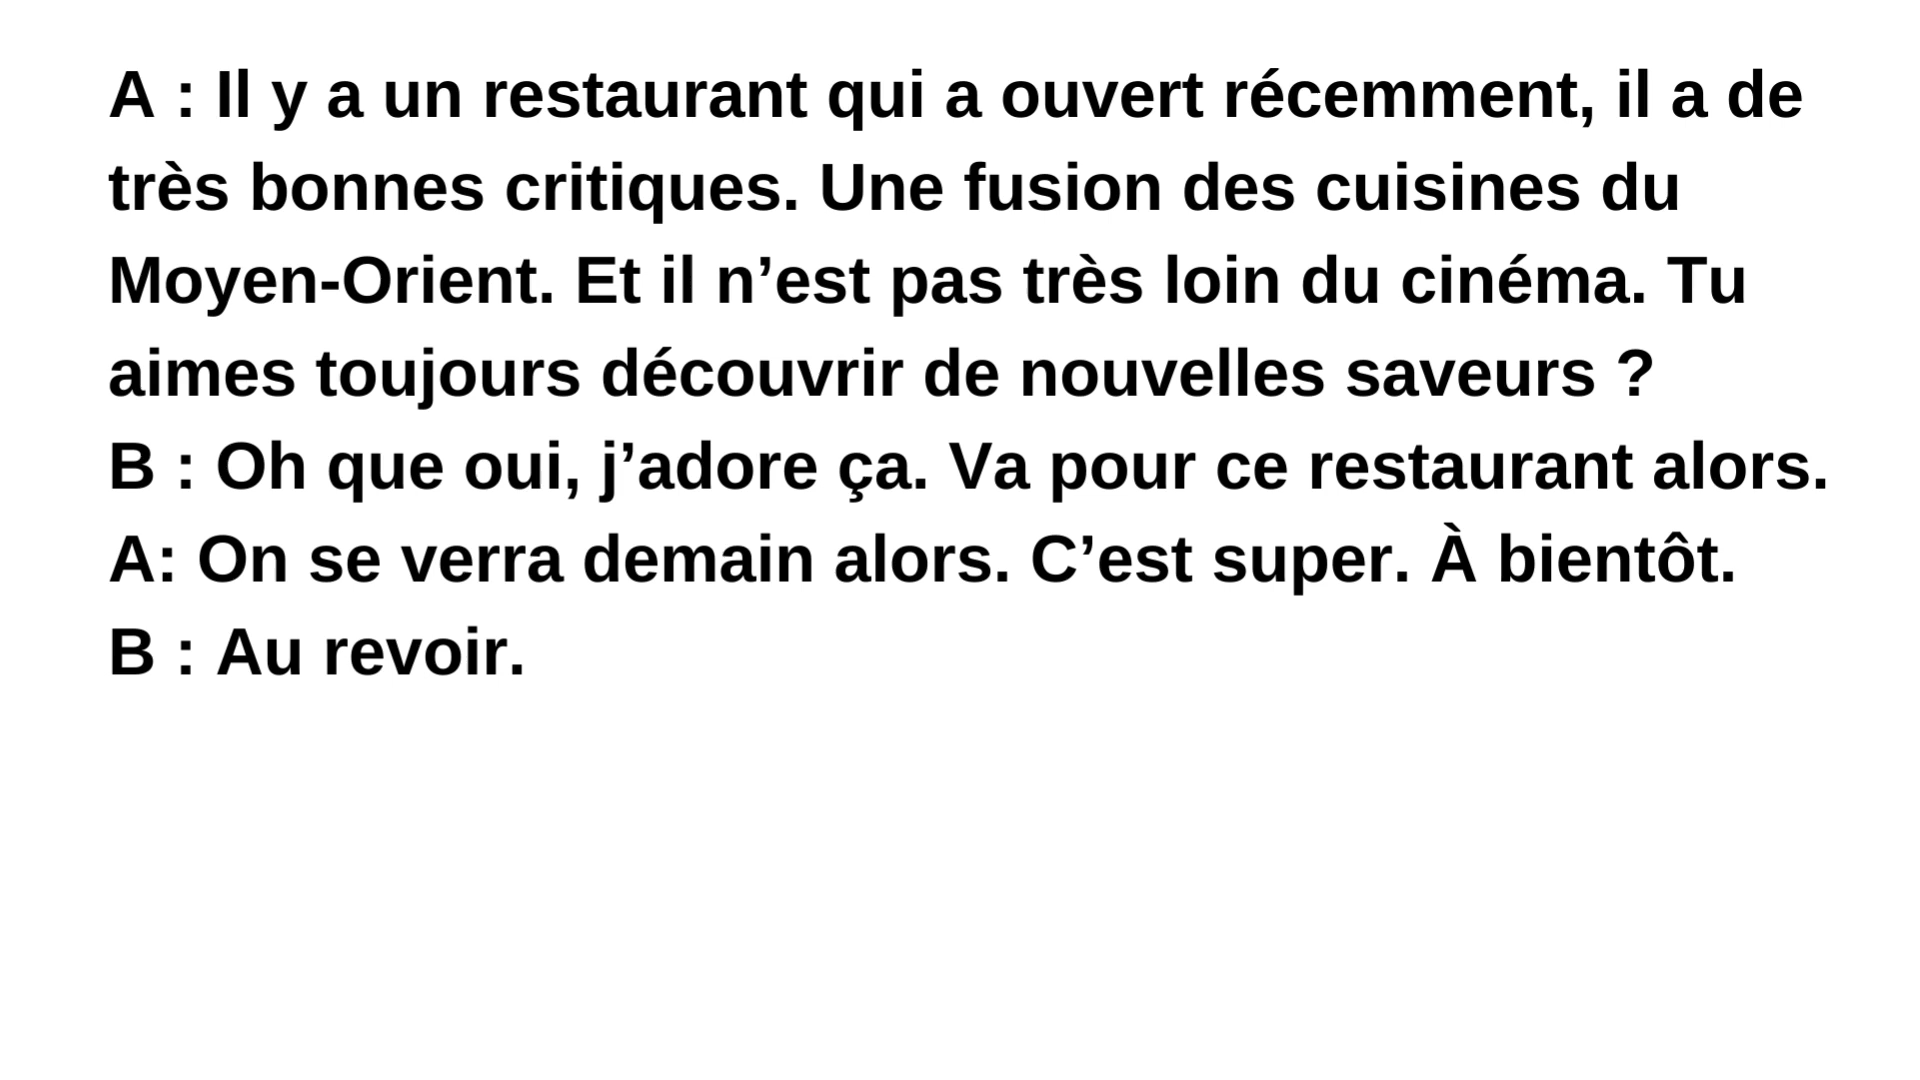 A : Il y a un restaurant qui a ouvert récemment, il a de
très bonnes critiques. Une fusion des cuisines du
Moyen-Orient. Et il n’est pas très loin du cinéma. Tu
aimes toujours découvrir de nouvelles saveurs ?
B : Oh que oui, j’adore ça. Va pour ce restaurant alors.
A: On se verra demain alors. C’est super. À bientôt.
B : Au revoir.